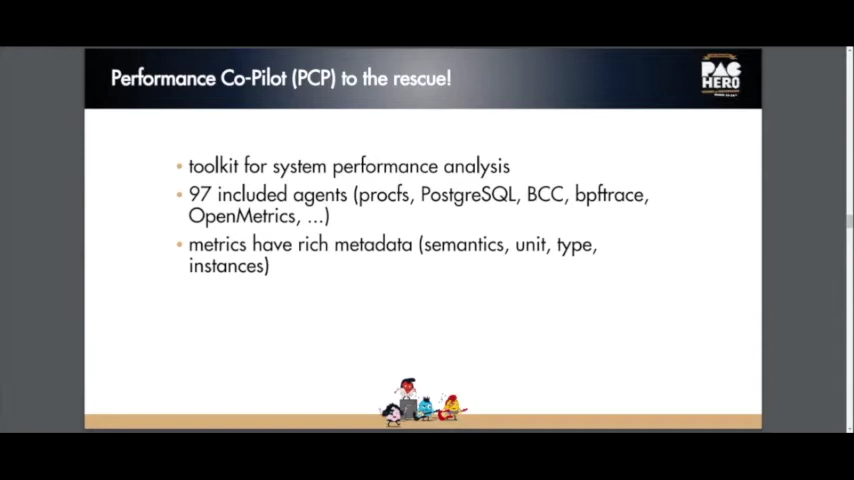 Performance Co-Pilot (PCP) to the rescue!
PAC
HERO
• toolkit for system performance analysis
• 97 included agents (procfs, PostgreSQL, BCC, bpftrace,
OpenMetrics, ...)
• metrics have rich metadata (semantics, unit, type,
instances)